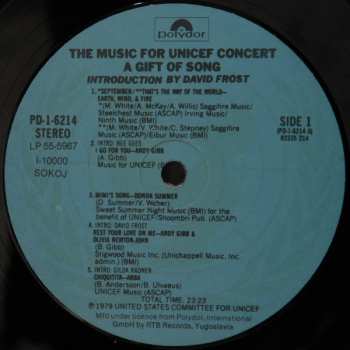 polydor
THE MUSIC FOR UNICEF CONCERT
A GIFT OF SONG
INTRODUCTION BY DAVID FROST
PD-1-6214
STEREO
LP 55-5967
I-10000
SOKOJ
SIDE 1
(PD-1-6214 A)
*SEPTEMBER/**THAT'S THE WAY OF THE WORLD-
EARTH, WIND, & FIRE
*(M. White/A. McKay/A. Willis) Saggifire Music/
Steelchest Music (ASCAP) Irving Music/
Ninth Music (BMI)
**(M. White/V. White/C. Stepney) Saggifire
Music (ASCAP)/Eibur Music (BMI)
INTRO: BEE GEES
I GO FOR YOU-ANDY GIBB
(A. Gibb)
Music for UNICEF (BMI)
MIMI'S SONG-DONNA SUMMER
(D. Summer/V.
Sweet Summer Night Music (BMI) for the
benefit of UNICEF/Shoombri Publ. (ASCAP)
INTRO: DAVID FROST
REST YOUR LOVE ON ME-ANDY GIBB &
OLIVIA NEWTON-JOHN
(B. Gibb)
Stigwood Music Inc. (Unichappell Music, Inc.
admin.) (BMI)
INTRO: GILDA RADNER
CHIQUITITA-ABBA
(B. Andersson/B. Ulvaeus)
UNICEF Music (ASCAP)
TOTAL TIME: 23:23
℗ 1979 UNITED STATES COMMITTEE FOR UNICEF
Mfd under licence from Polydor, International
GmbH by RTB Records, Yugoslavia